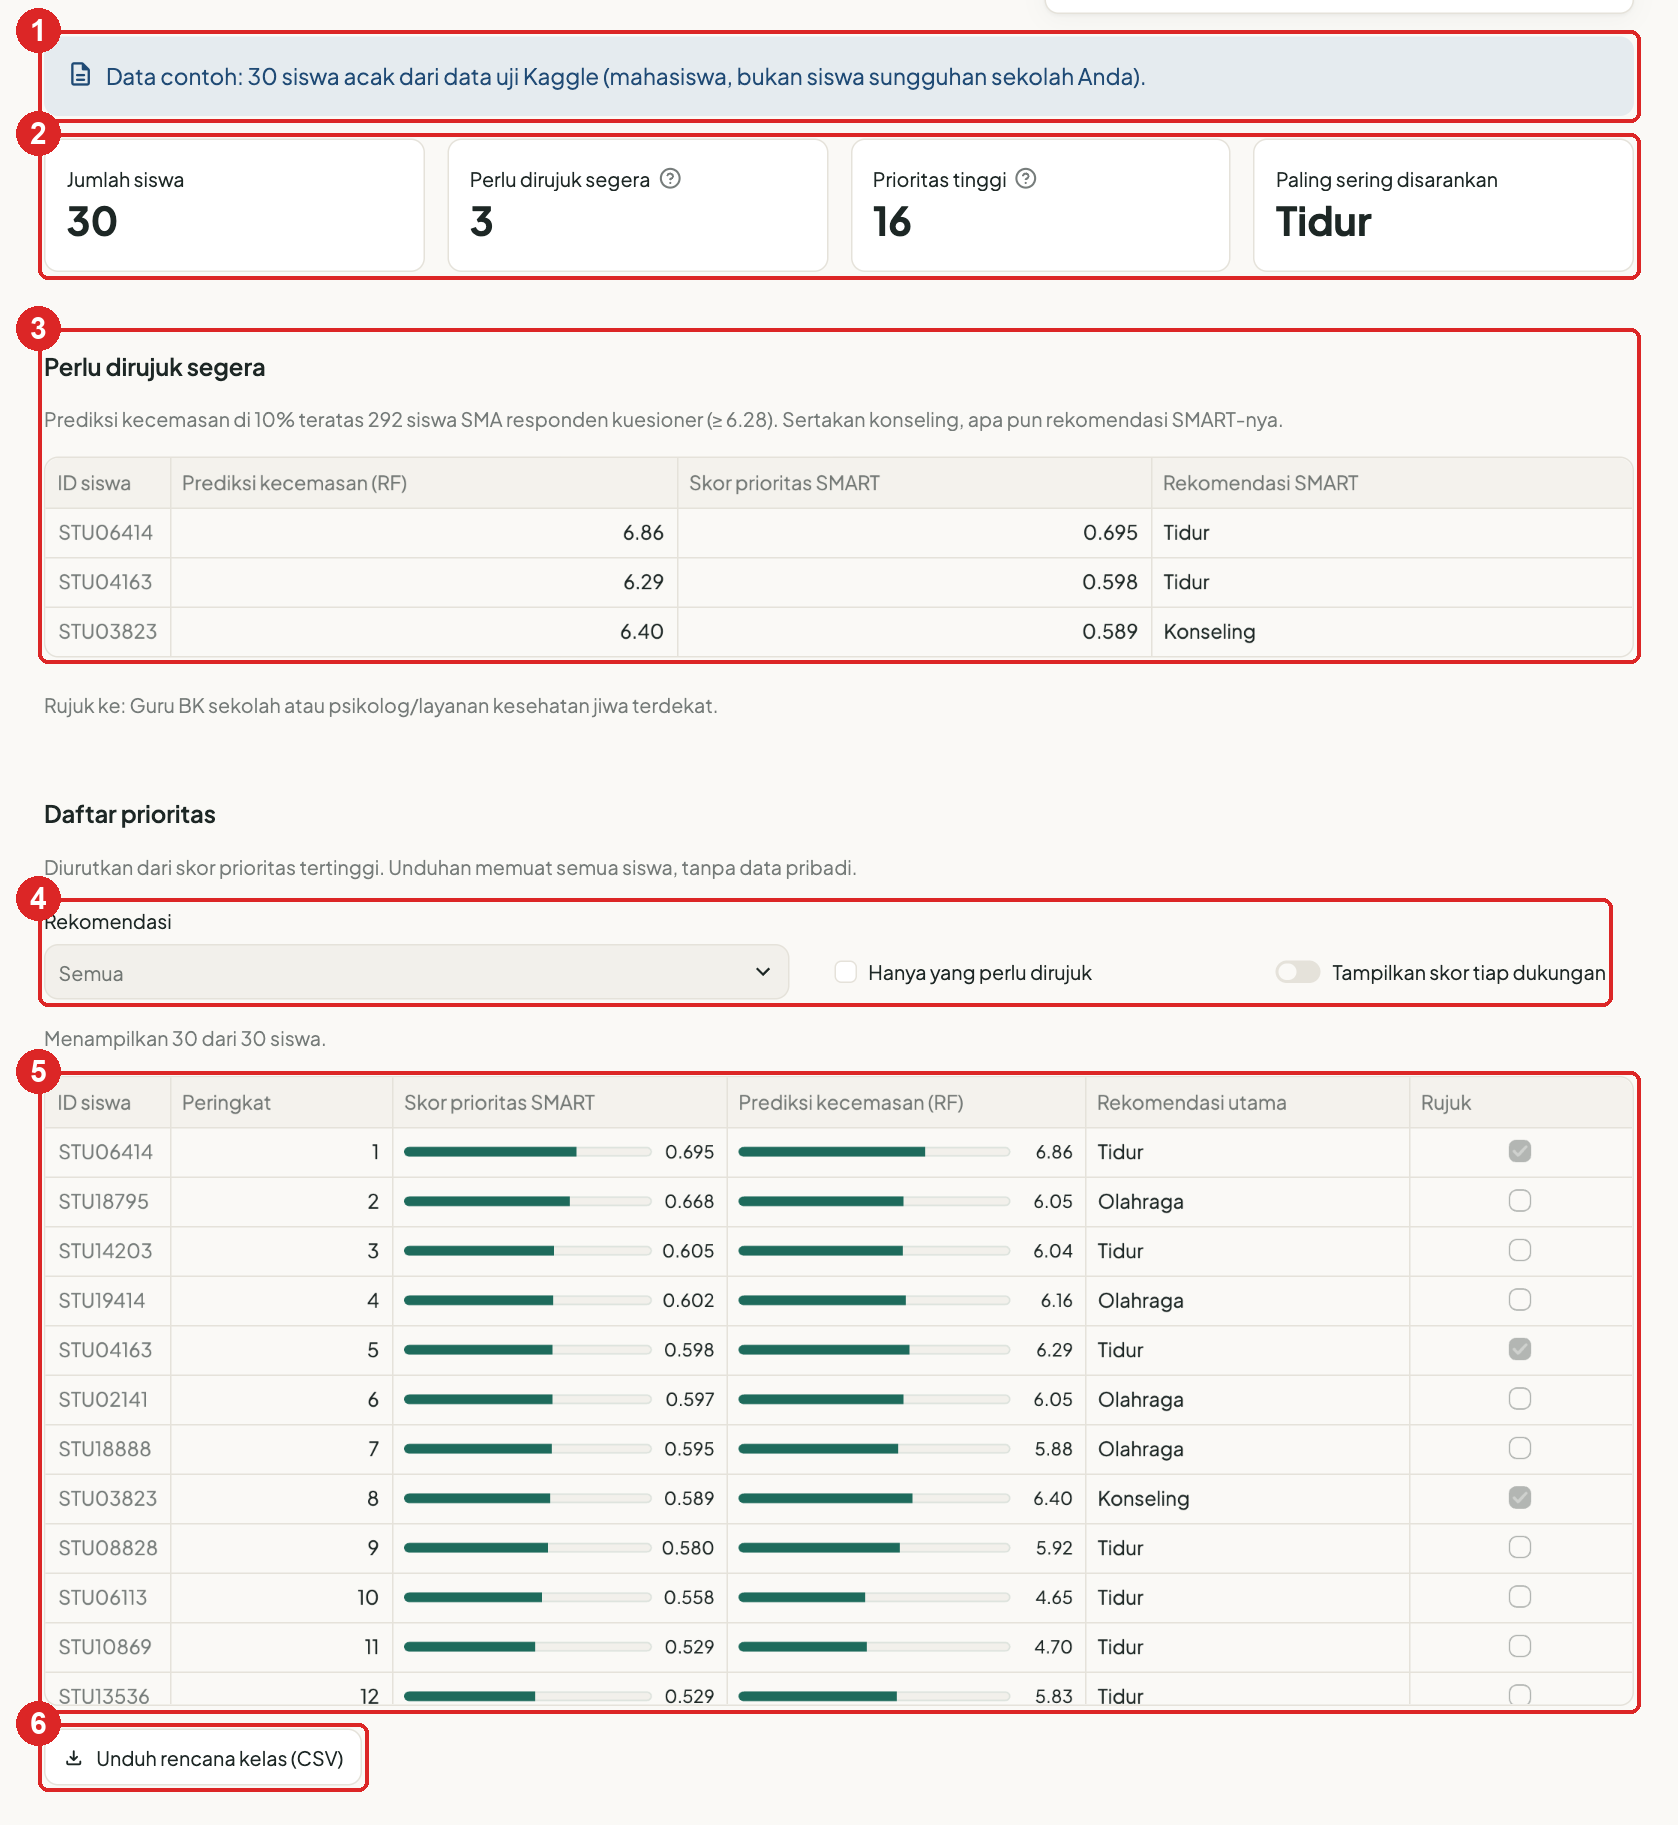 1
Data contoh: 30 siswa acak dari data uji Kaggle (mahasiswa, bukan siswa sungguhan sekolah Anda).
2
Jumlah siswa Perlu dirujuk segera ? Prioritas tinggi ? Paling sering disarankan
30 3 16 Tidur
3
Perlu dirujuk segera
Prediksi kecemasan di 10% teratas 292 siswa SMA responden kuesioner (≥ 6.28). Sertakan konseling, apa pun rekomendasi SMART-nya.
ID siswa Prediksi kecemasan (RF) Skor prioritas SMART Rekomendasi SMART
STU06414 6.86 0.695 Tidur
STU04163 6.29 0.598 Tidur
STU03823 6.40 0.589 Konseling
Rujuk ke: Guru BK sekolah atau psikolog/layanan kesehatan jiwa terdekat.
Daftar prioritas
Diurutkan dari skor prioritas tertinggi. Unduhan memuat semua siswa, tanpa data pribadi.
4
Rekomendasi
Semua Hanya yang perlu dirujuk Tampilkan skor tiap dukungan
Menampilkan 30 dari 30 siswa.
5
ID siswa Peringkat Skor prioritas SMART Prediksi kecemasan (RF) Rekomendasi utama Rujuk
STU06414 1 0.695 6.86 Tidur
STU18795 2 0.668 6.05 Olahraga
STU14203 3 0.605 6.04 Tidur
STU19414 4 0.602 6.16 Olahraga
STU04163 5 0.598 6.29 Tidur
STU02141 6 0.597 6.05 Olahraga
STU18888 7 0.595 5.88 Olahraga
STU03823 8 0.589 6.40 Konseling
STU08828 9 0.580 5.92 Tidur
STU06113 10 0.558 4.65 Tidur
STU10869 11 0.529 4.70 Tidur
STU13536 12 0.529 5.83 Tidur
6
Unduh rencana kelas (CSV)